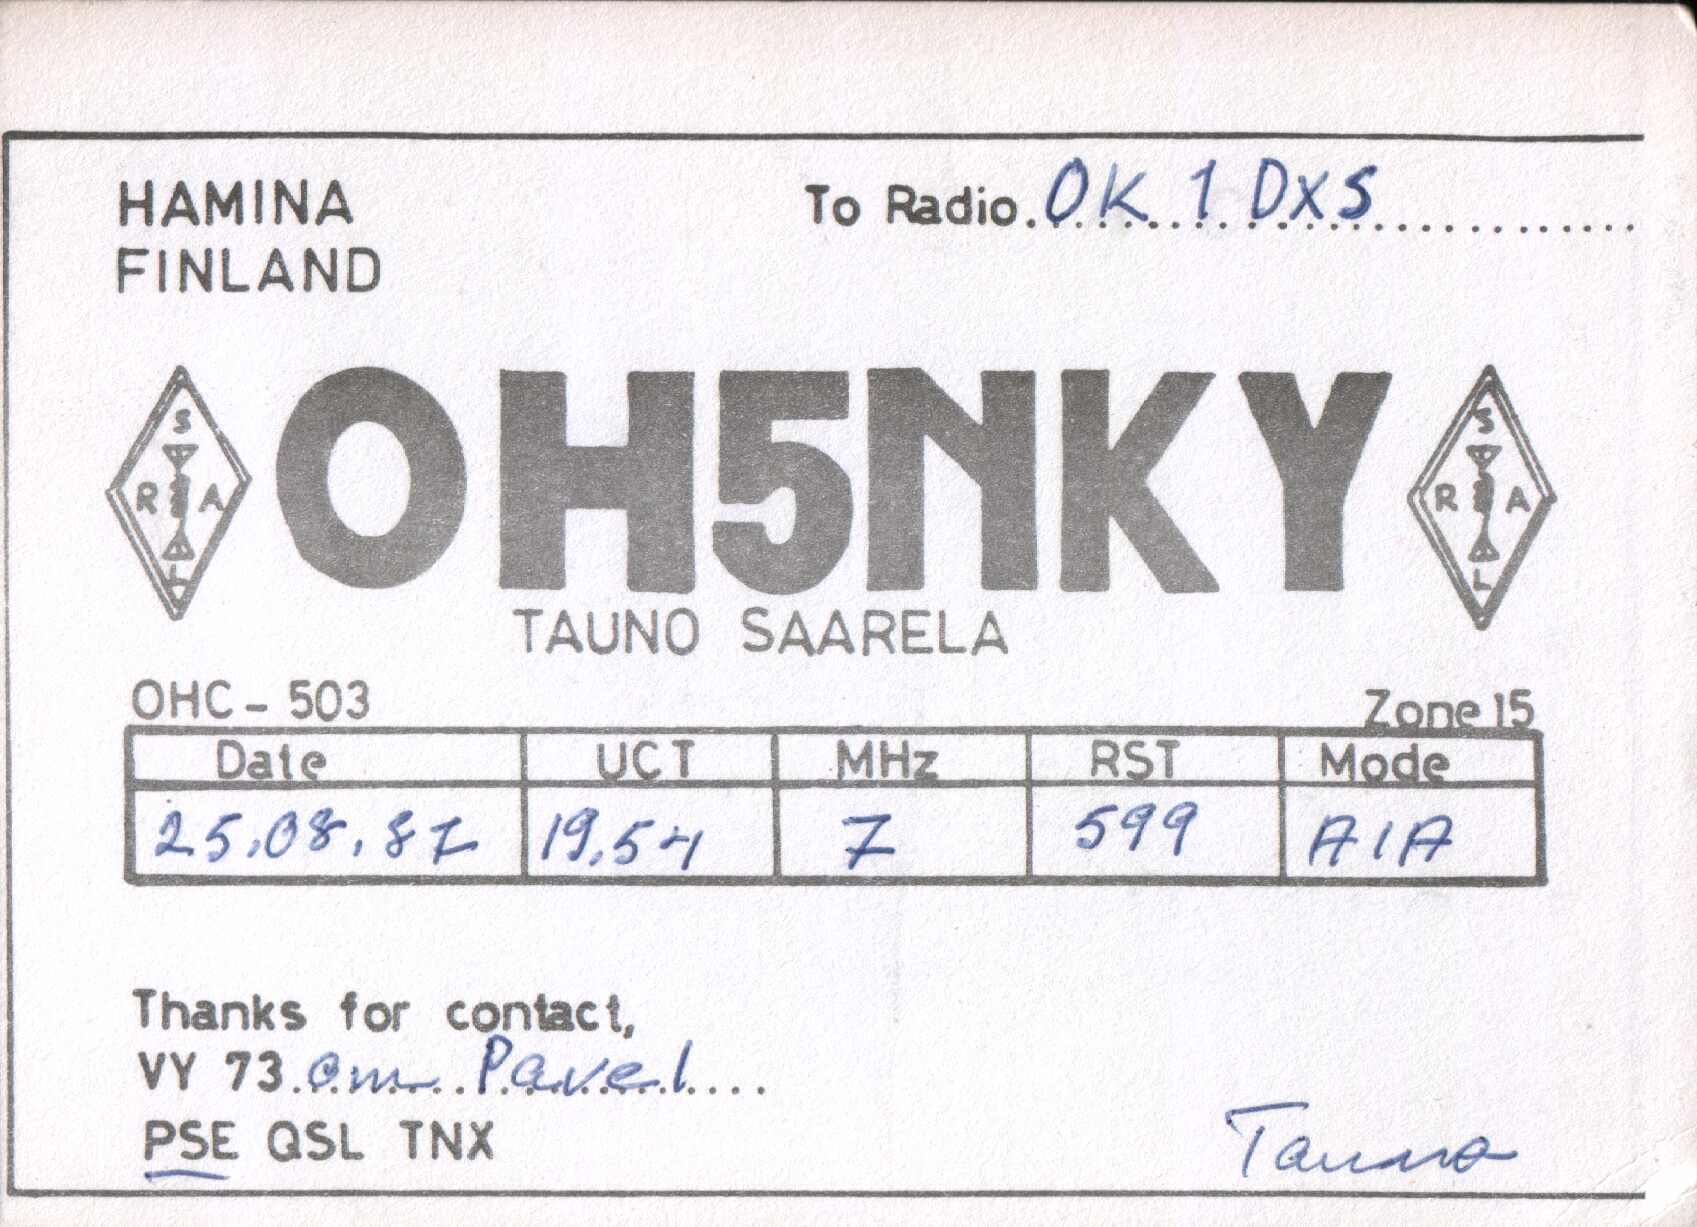 HAMINA
FINLAND
To Radio. OK 1 DXS
S
R A
L
OH5NKY
S
R A
L
TAUNO SAARELA
OHC - 503
Zone 15
Date UCT MHz RST Mode
25.08.87 19.54 7 599 A1A
Thanks for contact,
VY 73. om Pavel
PSE QSL TNX
Tauno